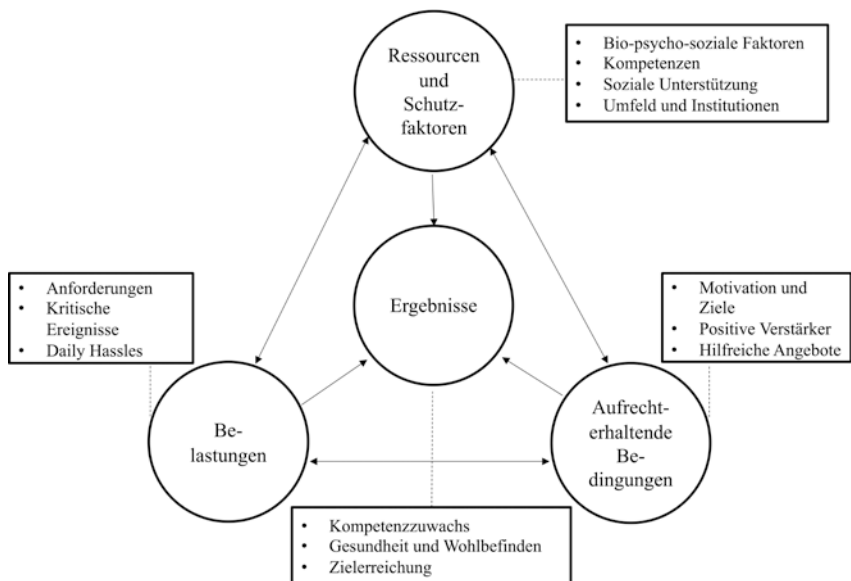 Ressourcen
und
Schutz-
faktoren
• Bio-psycho-soziale Faktoren
• Kompetenzen
• Soziale Unterstützung
• Umfeld und Institutionen
Ergebnisse
• Anforderungen
• Kritische
Ereignisse
• Daily Hassles
• Motivation und
Ziele
• Positive Verstärker
• Hilfreiche Angebote
Be-
lastungen
Aufrecht-
erhaltende
Be-
dingungen
• Kompetenzzuwachs
• Gesundheit und Wohlbefinden
• Zielerreichung